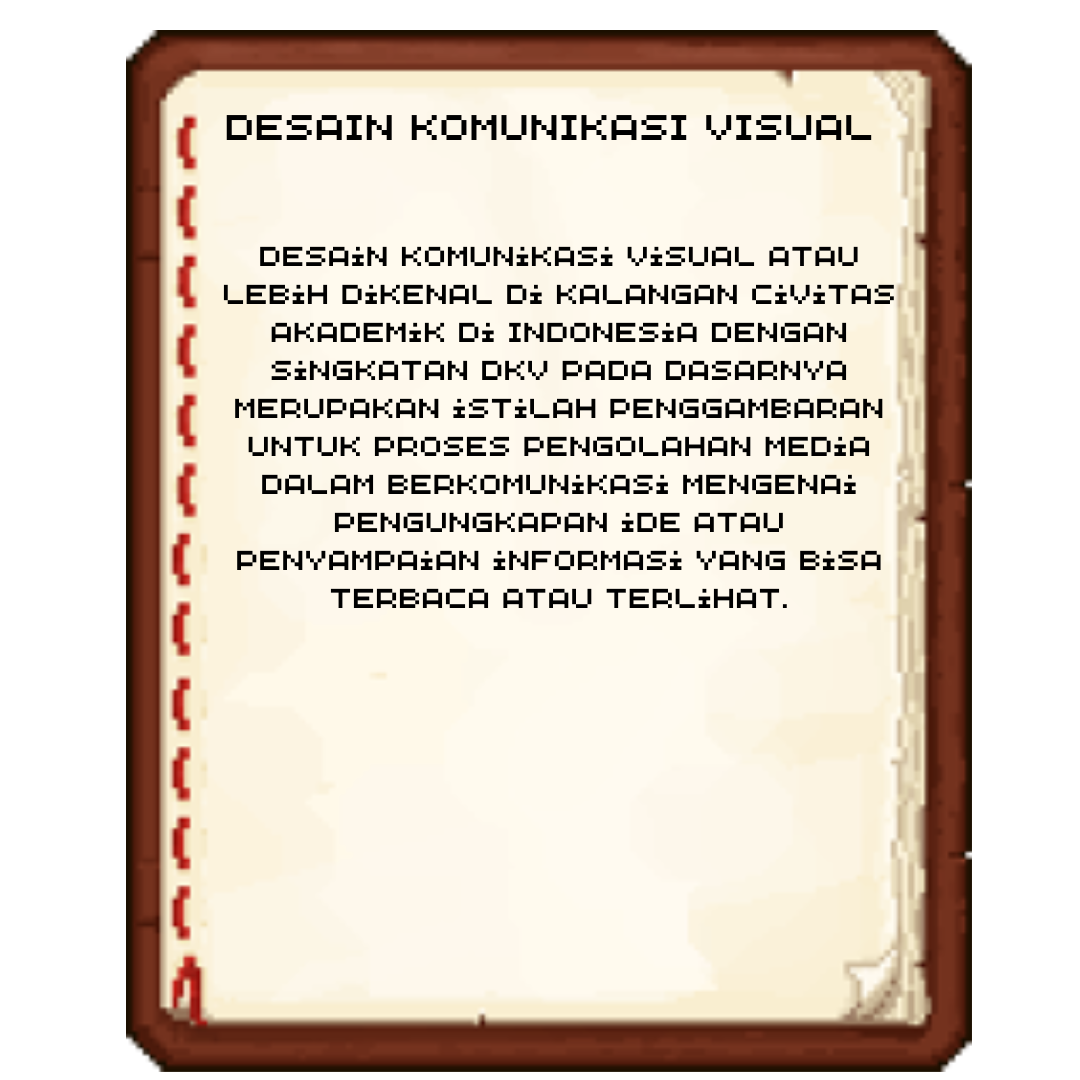 DESAIN KOMUNIKASI VISUAL
DESAiN KOMUNiKASi ViSUAL ATAU
LEBiH DiKENAL Di KALANGAN CiViTAS
AKADEMiK Di INDONESiA DENGAN
SiNGKATAN DKV PADA DASARNYA
MERUPAKAN iSTiLAH PENGGAMBARAN
UNTUK PROSES PENGOLAHAN MEDiA
DALAM BERKOMUNiKASi MENGENAi
PENGUNGKAPAN iDE ATAU
PENYAMPAiAN iNFORMASi YANG BiSA
TERBACA ATAU TERLiHAT.